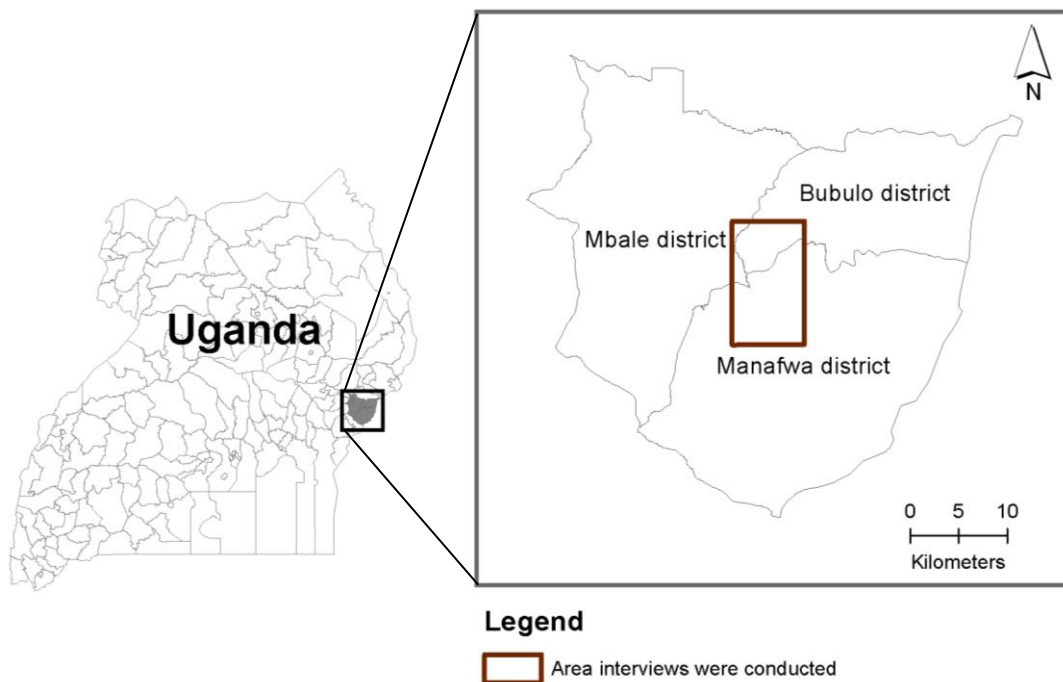 N
Bubulo district
Mbale district
Uganda
Manafwa district
0 5 10
Kilometers
Legend
Area interviews were conducted